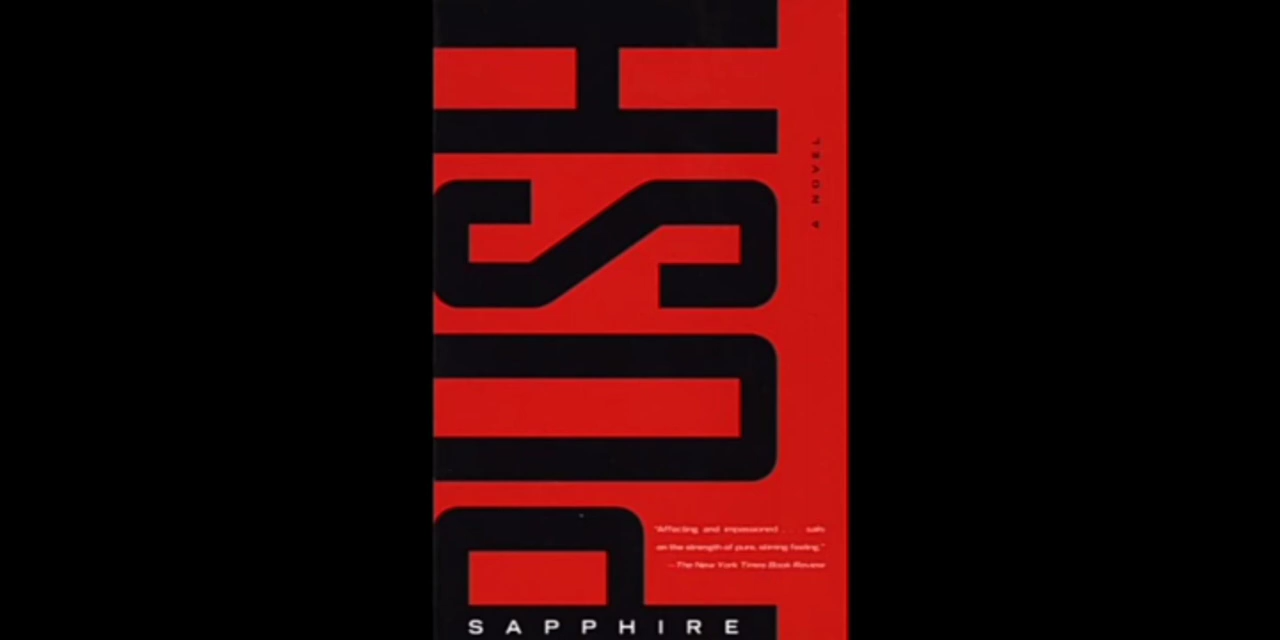 PUSH
A NOVEL
"Affecting and impassioned . . . sails
on the strength of pure, stirring feeling."
—The New York Times Book Review
SAPPHIRE